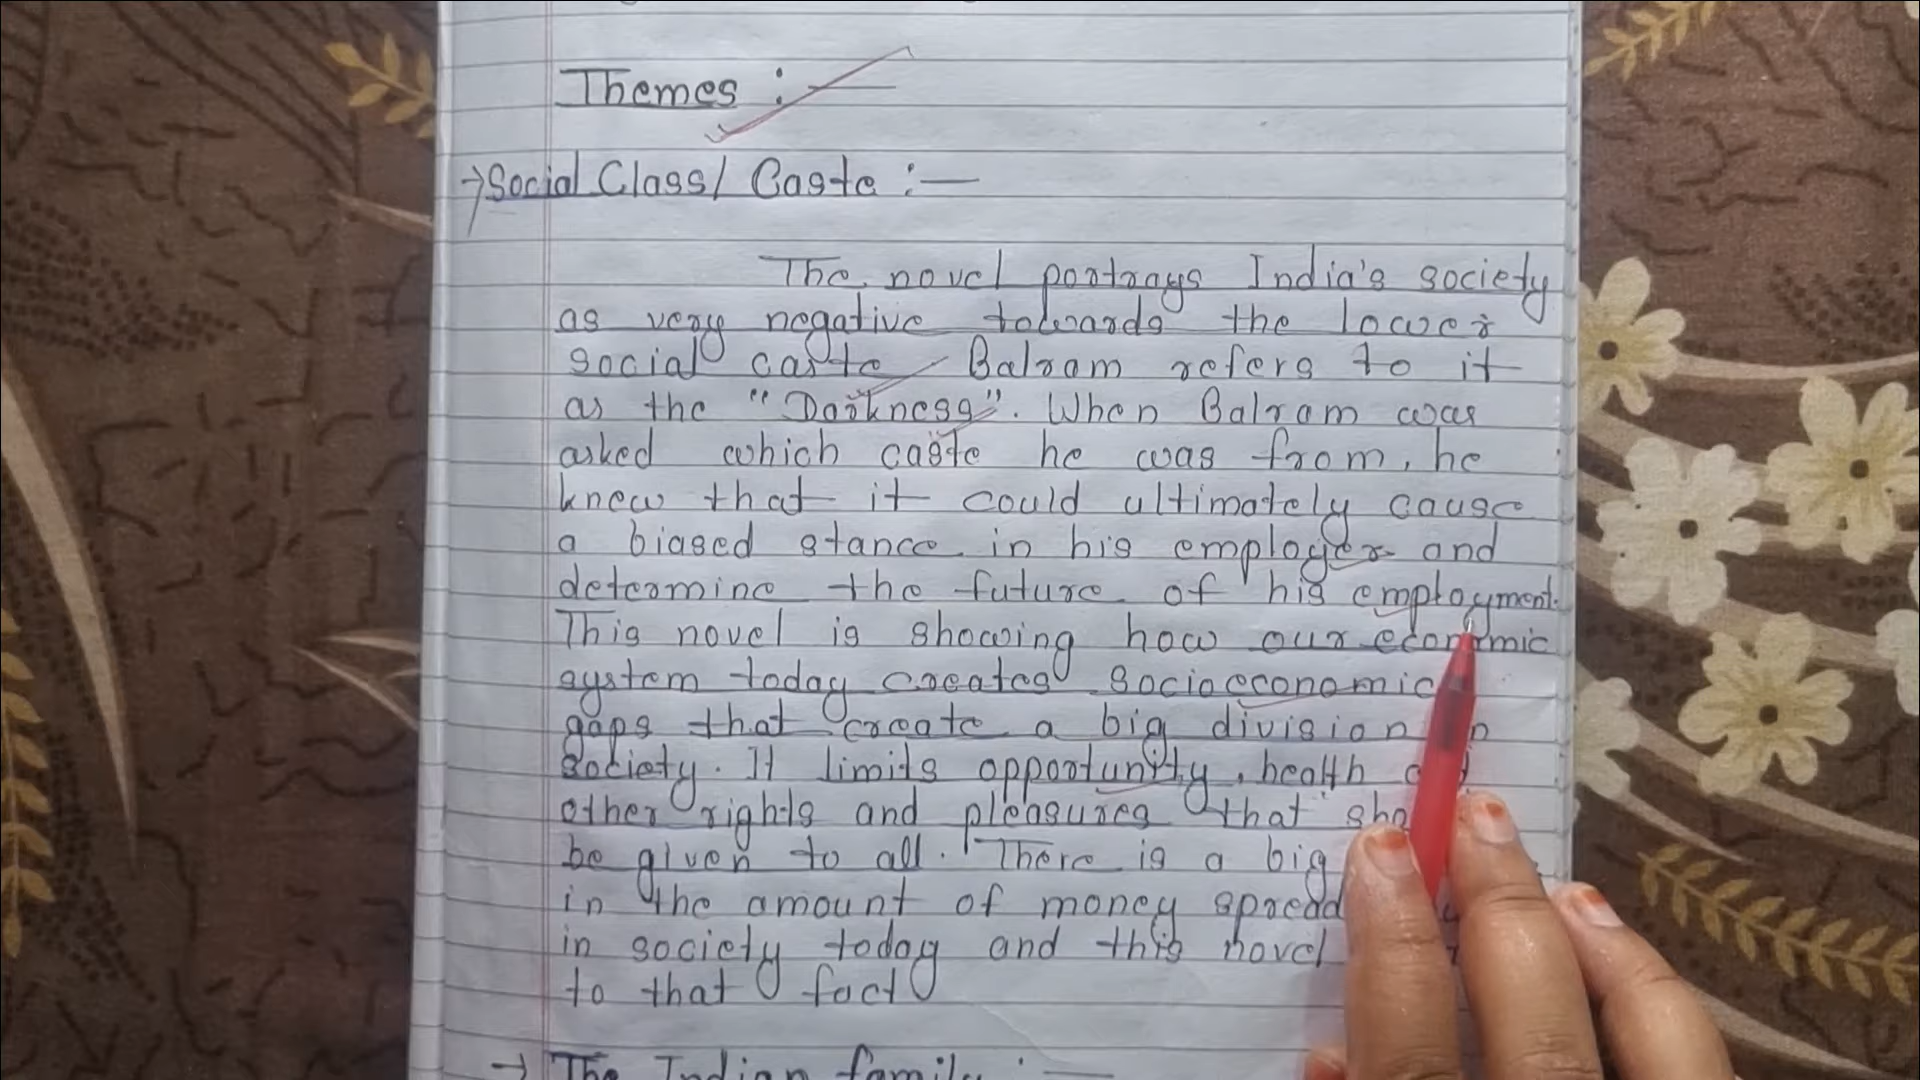 Themes :—
→ Social Class/ Caste :—
The novel portrays India's society
as very negative towards the lower
social caste Balram refers to it
as the "Darkness". When Balram was
asked which caste he was from, he
knew that it could ultimately cause
a biased stance in his employer and
determine the future of his employment.
This novel is showing how our economic
system today creates socioeconomic
gaps that create a big division
society. It limits opportunity, health
other rights and pleasures that
be given to all. There is a big
in the amount of money spread
in society today and this novel
to that fact
→ The Indian family :—